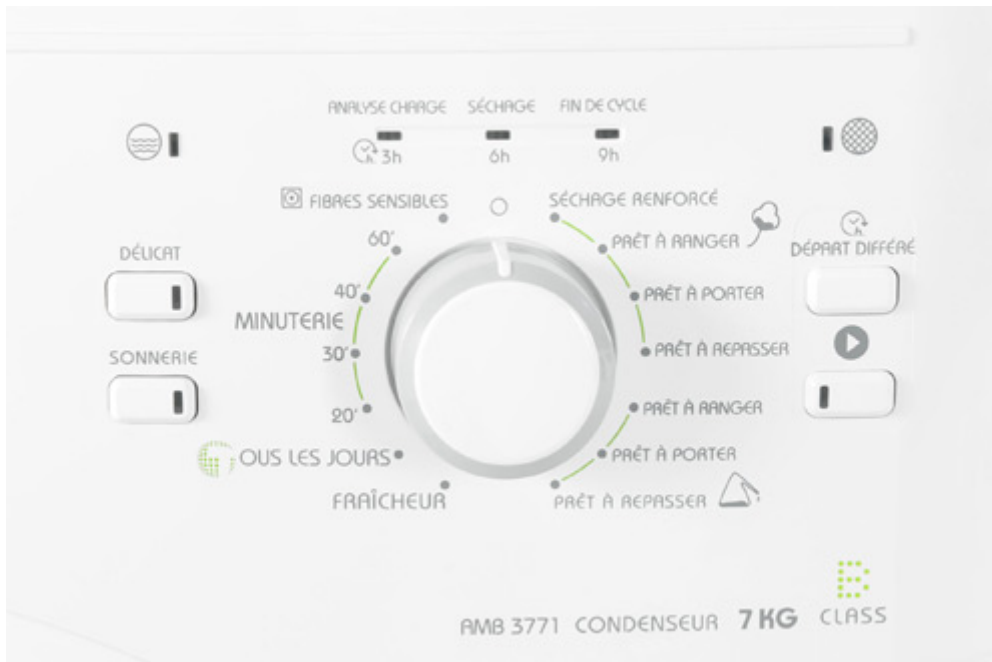 ANALYSE CHARGE SÉCHAGE FIN DE CYCLE
3h 6h 9h
FIBRES SENSIBLES
SÉCHAGE RENFORCÉ
PRÊT À RANGER
PRÊT À PORTER
PRÊT À REPASSER
PRÊT À RANGER
PRÊT À PORTER
PRÊT À REPASSER
60'
40'
MINUTERIE
30'
20'
TOUS LES JOURS
FRAÎCHEUR
DÉLICAT
SONNERIE
h
DÉPART DIFFÉRÉ
AMB 3771 CONDENSEUR 7 KG B CLASS